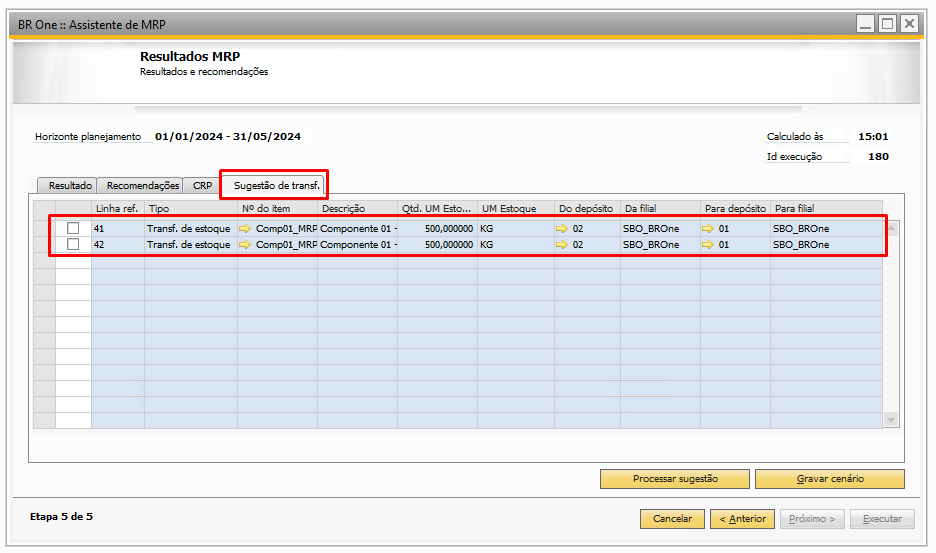 BR One :: Assistente de MRP
Resultados MRP
Resultados e recomendações
Horizonte planejamento 01/01/2024 - 31/05/2024
Calculado às 15:01
Id execução 180
Resultado Recomendações CRP Sugestão de transf.
Linha ref. Tipo Nº do item Descrição Qtd. UM Esto... UM Estoque Do depósito Da filial Para depósito Para filial
41 Transf. de estoque Comp01_MRP Componente 01 - 500,000000 KG 02 SBO_BROne 01 SBO_BROne
42 Transf. de estoque Comp01_MRP Componente 01 - 500,000000 KG 02 SBO_BROne 01 SBO_BROne
Processar sugestão Gravar cenário
Etapa 5 de 5
Cancelar < Anterior Próximo > Executar